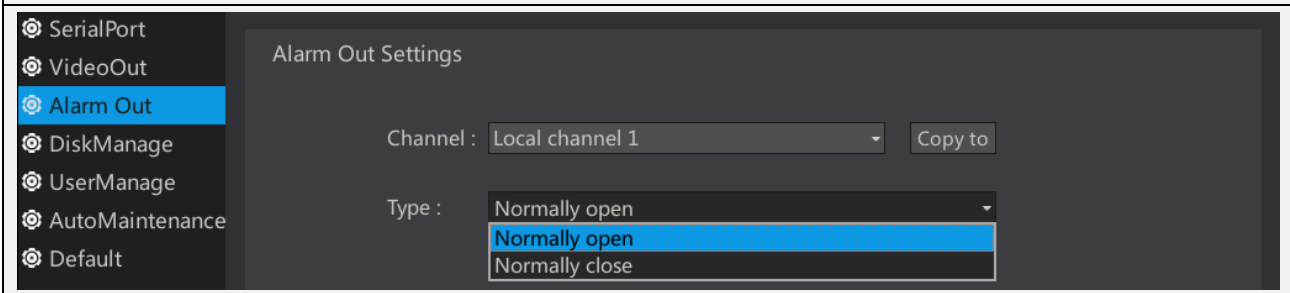 SerialPort
VideoOut
Alarm Out
DiskManage
UserManage
AutoMaintenance
Default
Alarm Out Settings
Channel : Local channel 1 Copy to
Type : Normally open
Normally open
Normally close